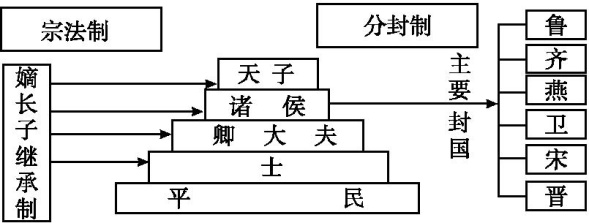 宗法制
分封制
嫡长子继承制
天子
诸侯
卿大夫
士
平民
主要封国
鲁
齐
燕
卫
宋
晋